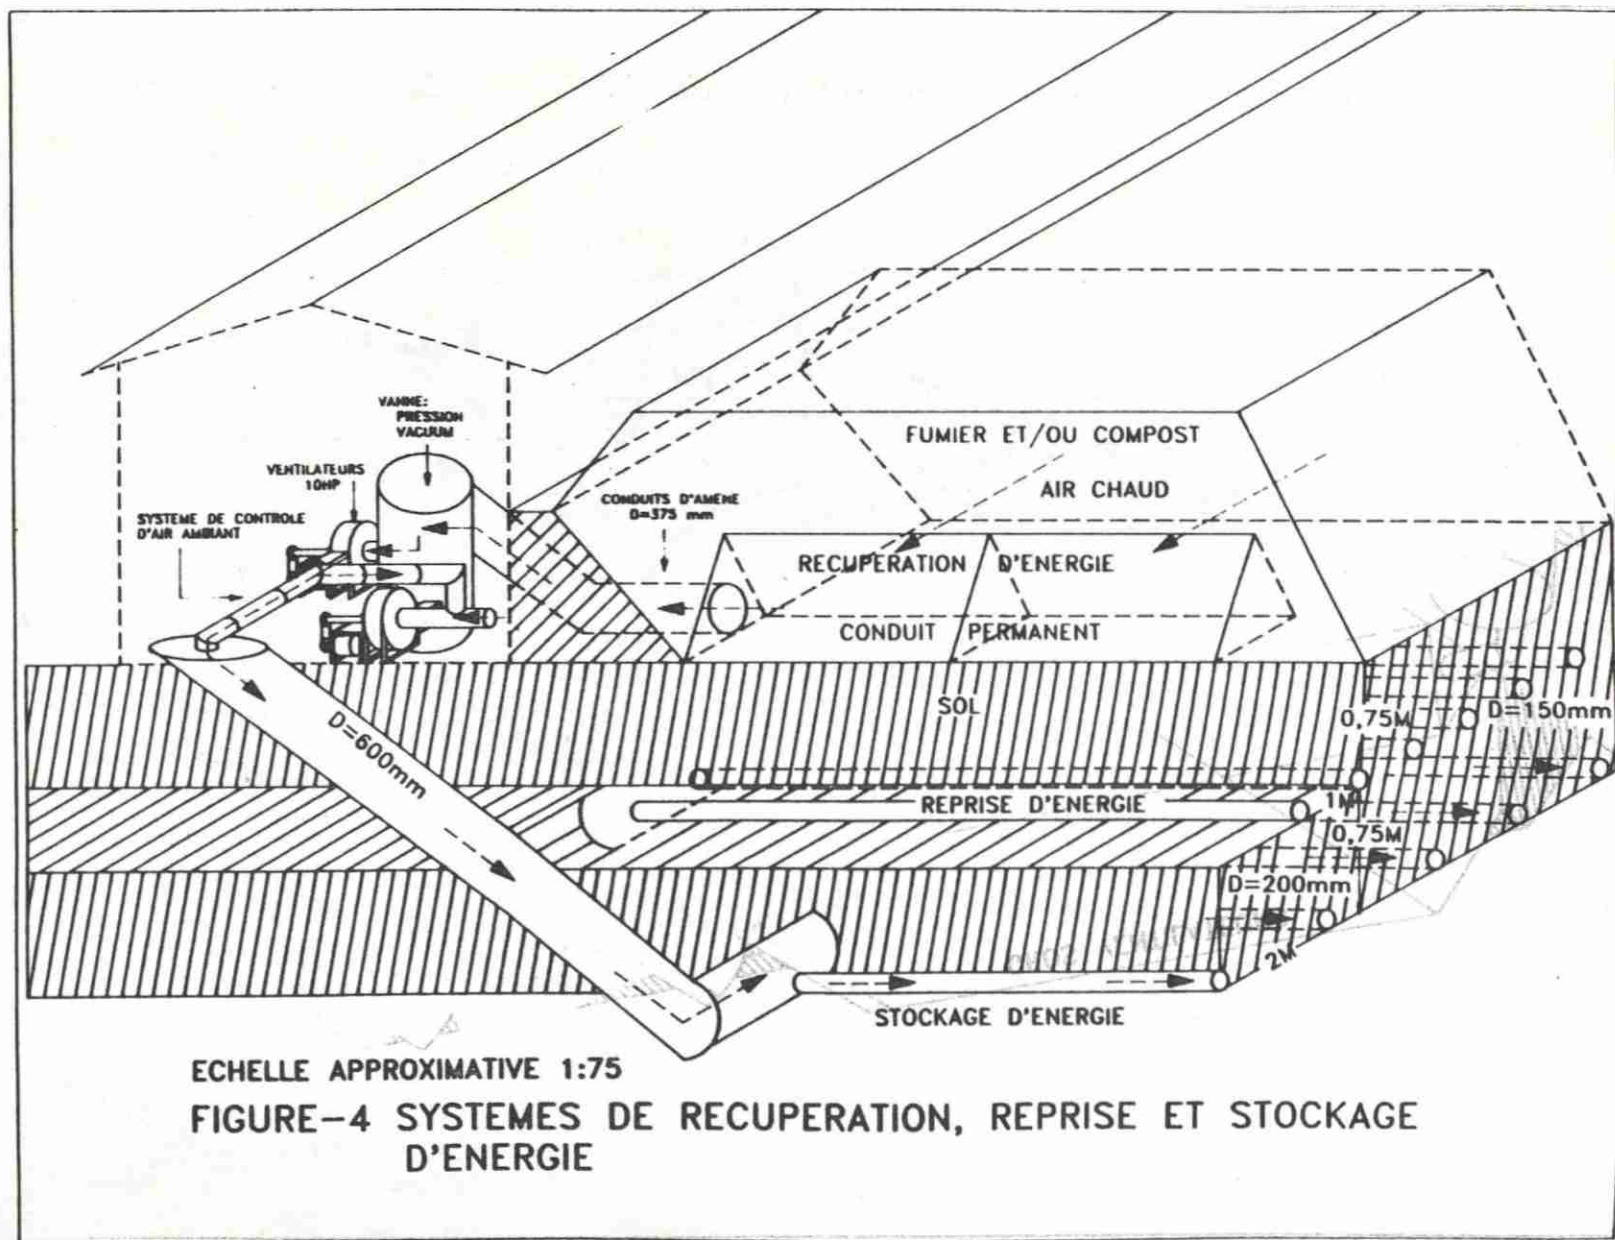 VANNE:
PRESSION
VACUUM
VENTILATEURS
10HP
SYSTEME DE CONTROLE
D'AIR AMBIANT
CONDUITS D'AMENE
D=375 mm
FUMIER ET/OU COMPOST
AIR CHAUD
RECUPERATION D'ENERGIE
CONDUIT PERMANENT
SOL
D=600mm
0,75M
D=150mm
REPRISE D'ENERGIE
1M
0,75M
D=200mm
2M
STOCKAGE D'ENERGIE
ECHELLE APPROXIMATIVE 1:75
FIGURE-4 SYSTEMES DE RECUPERATION, REPRISE ET STOCKAGE
D'ENERGIE